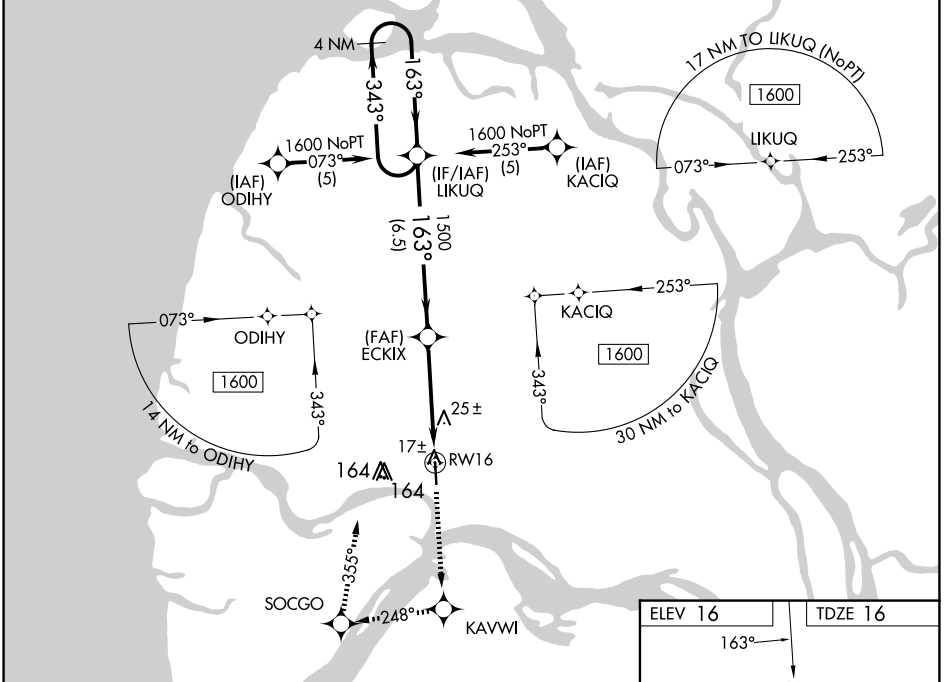 4 NM
163°
343°
17 NM TO LIKUQ (NoPT)
1600
LIKUQ
073°
253°
1600 NoPT
073°
(5)
(IAF)
ODIHY
1600 NoPT
253°
(5)
(IAF)
KACIQ
(IF/IAF)
LIKUQ
1500
163°
(6.5)
073°
ODIHY
1600
343°
14 NM to ODIHY
(FAF)
ECKIX
253°
KACIQ
1600
343°
30 NM to KACIQ
25±
17±
RW16
164
164
355°
SOCGO
248°
KAVWI
ELEV 16
TDZE 16
163°